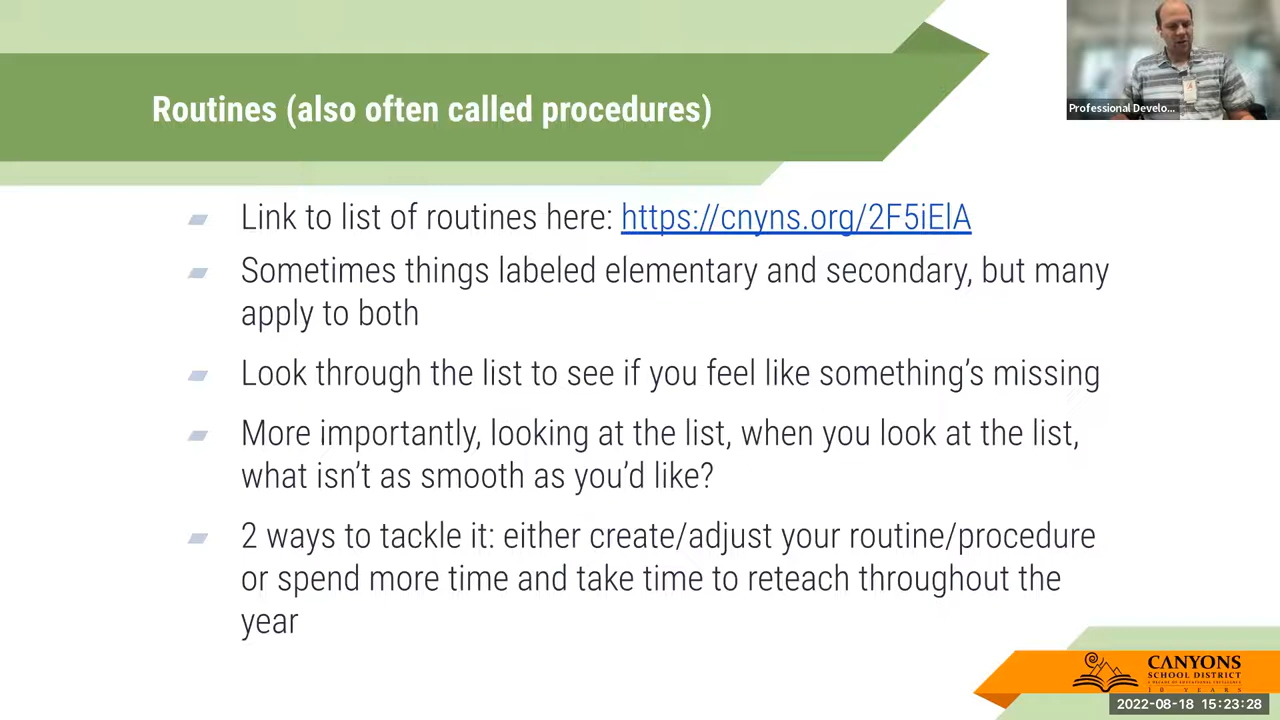 Routines (also often called procedures)
Professional Develo...
Link to list of routines here: https://cnyns.org/2F5iElA
Sometimes things labeled elementary and secondary, but many
apply to both
Look through the list to see if you feel like something's missing
More importantly, looking at the list, when you look at the list,
what isn't as smooth as you'd like?
2 ways to tackle it: either create/adjust your routine/procedure
or spend more time and take time to reteach throughout the
year
CANYONS
SCHOOL DISTRICT
10 YEARS
2022-08-18 15:23:28